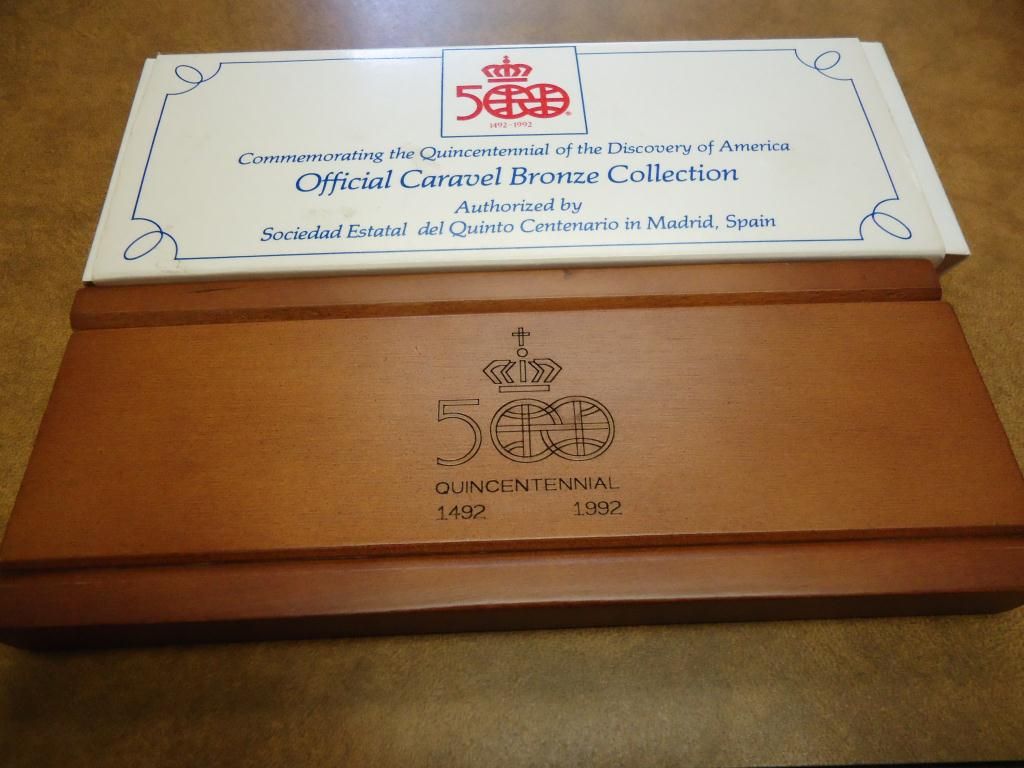 500®
1492-1992
Commemorating the Quincentennial of the Discovery of America
Official Caravel Bronze Collection
Authorized by
Sociedad Estatal del Quinto Centenario in Madrid, Spain
500
QUINCENTENNIAL
1492 1992